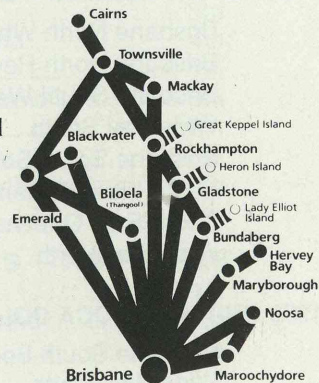 Cairns
Townsville
Mackay
Great Keppel Island
Blackwater
Rockhampton
Heron Island
Biloela
(Thangool)
Gladstone
Emerald
Lady Elliot
Island
Bundaberg
Hervey
Bay
Maryborough
Noosa
Brisbane
Maroochydore